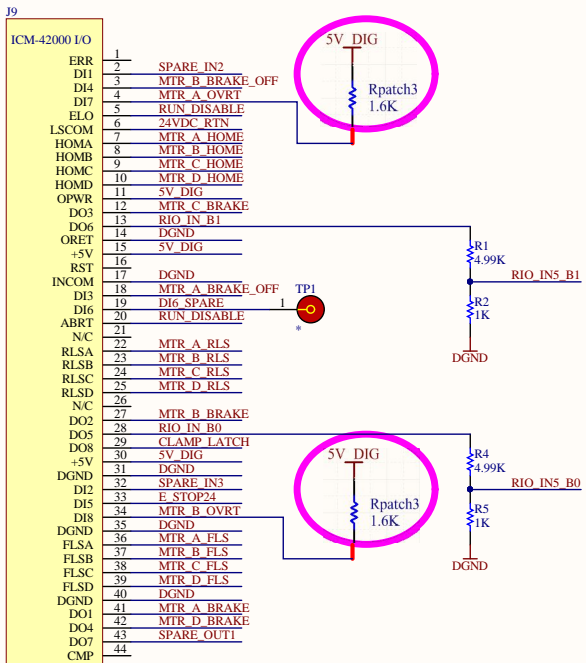 J9
ICM-42000 I/O
ERR 1
DI1 2 SPARE_IN2
DI4 3 MTR_B_BRAKE_OFF
DI7 4 MTR_A_OVRT
ELO 5 RUN_DISABLE
LSCOM 6 24VDC_RTN
HOMA 7 MTR_A_HOME
HOMB 8 MTR_B_HOME
HOMC 9 MTR_C_HOME
HOMD 10 MTR_D_HOME
OPWR 11 5V_DIG
DO3 12 MTR_C_BRAKE
DO6 13 RIO_IN_B1
ORET 14 DGND
+5V 15 5V_DIG
RST 16
INCOM 17 DGND
DI3 18 MTR_A_BRAKE_OFF
DI6 19 DI6_SPARE
ABRT 20 RUN_DISABLE
N/C 21
RLSA 22 MTR_A_RLS
RLSB 23 MTR_B_RLS
RLSC 24 MTR_C_RLS
RLSD 25 MTR_D_RLS
N/C 26
DO2 27 MTR_B_BRAKE
DO5 28 RIO_IN_B0
DO8 29 CLAMP_LATCH
+5V 30 5V_DIG
DGND 31 DGND
DI2 32 SPARE_IN3
DI5 33 E_STOP24
DI8 34 MTR_B_OVRT
DGND 35 DGND
FLSA 36 MTR_A_FLS
FLSB 37 MTR_B_FLS
FLSC 38 MTR_C_FLS
FLSD 39 MTR_D_FLS
DGND 40 DGND
DO1 41 MTR_A_BRAKE
DO4 42 MTR_D_BRAKE
DO7 43 SPARE_OUT1
CMP 44
5V_DIG
Rpatch3
1.6K
TP1
1
*
R1
4.99K
RIO_IN5_B1
R2
1K
DGND
5V_DIG
Rpatch3
1.6K
R4
4.99K
RIO_IN5_B0
R5
1K
DGND